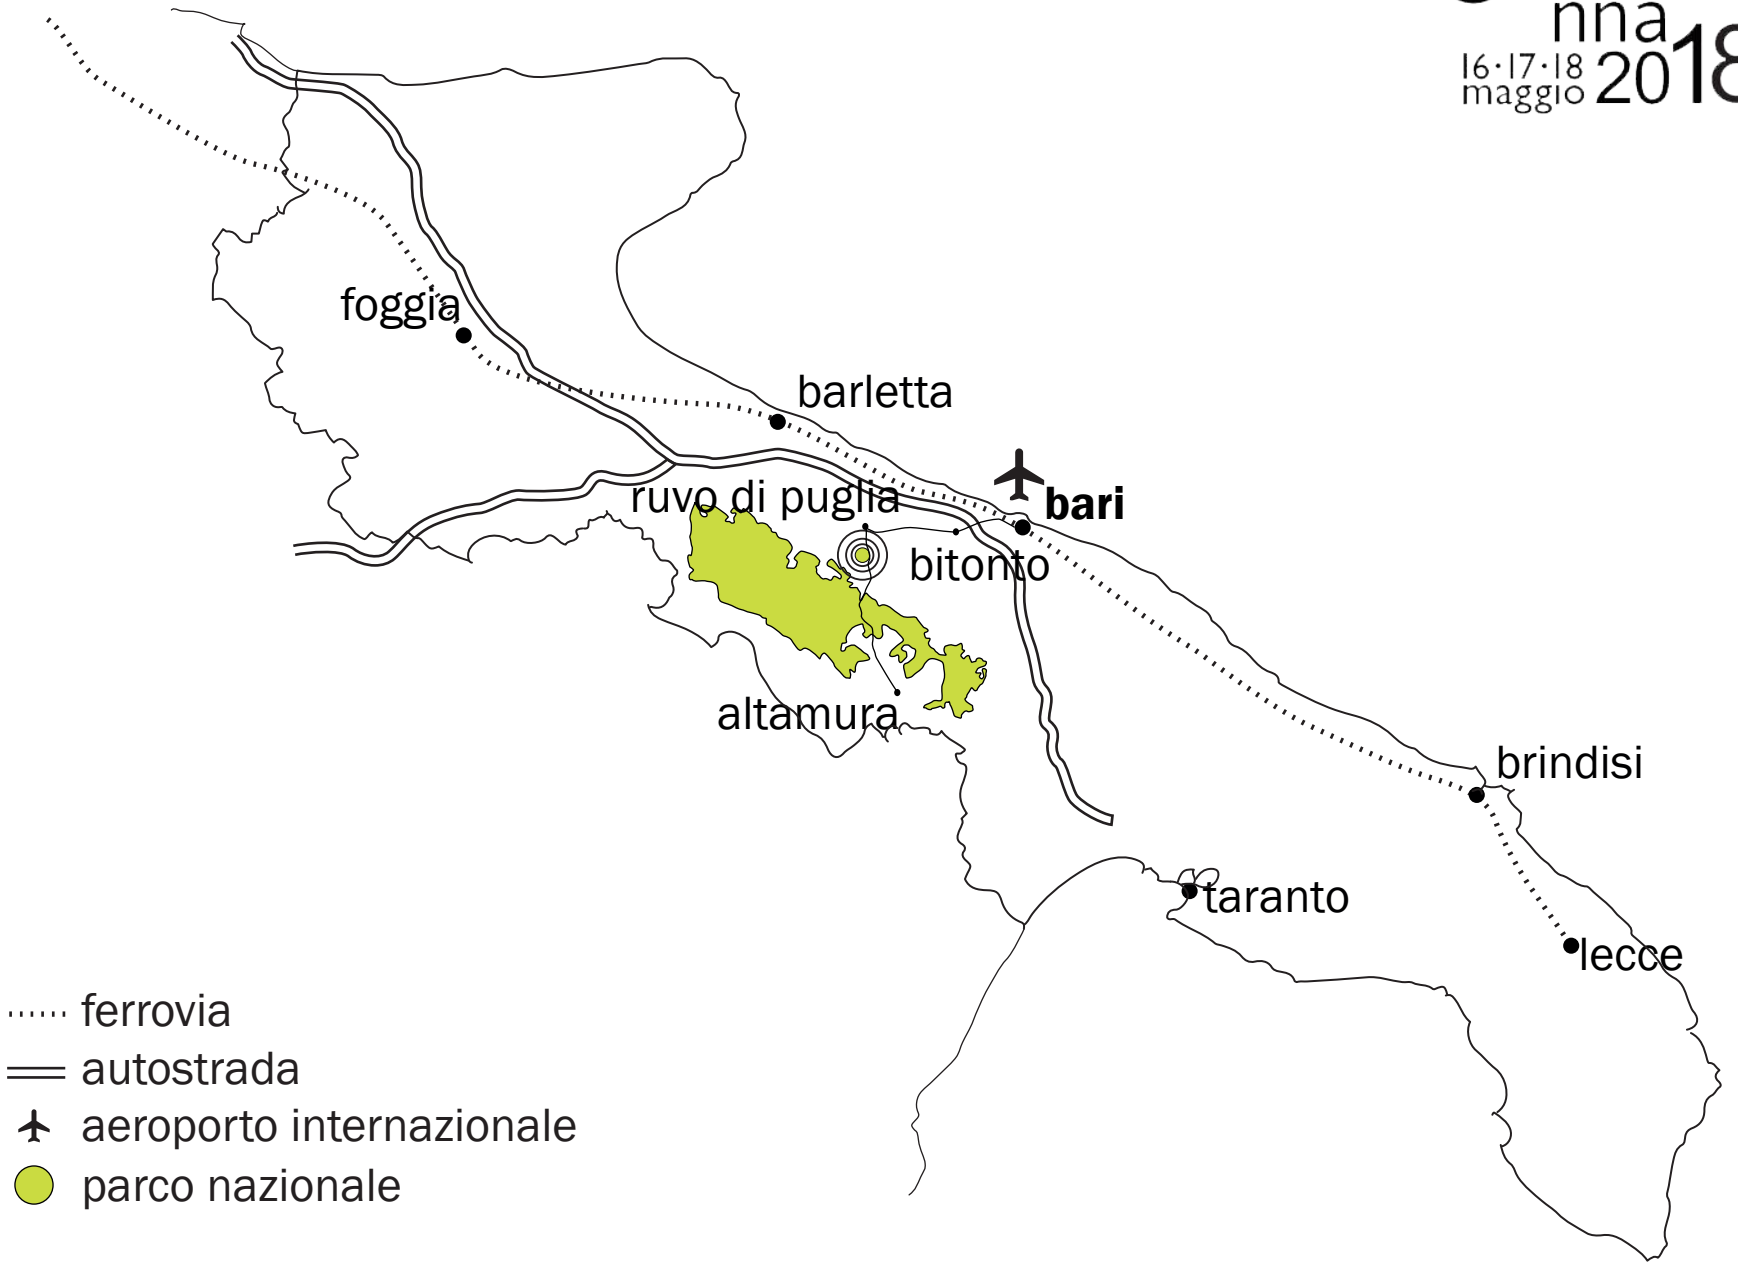 nna
16·17·18
maggio
2018
foggia
barletta
bari
ruvo di puglia
bitonto
altamura
brindisi
taranto
lecce
ferrovia
autostrada
aeroporto internazionale
parco nazionale